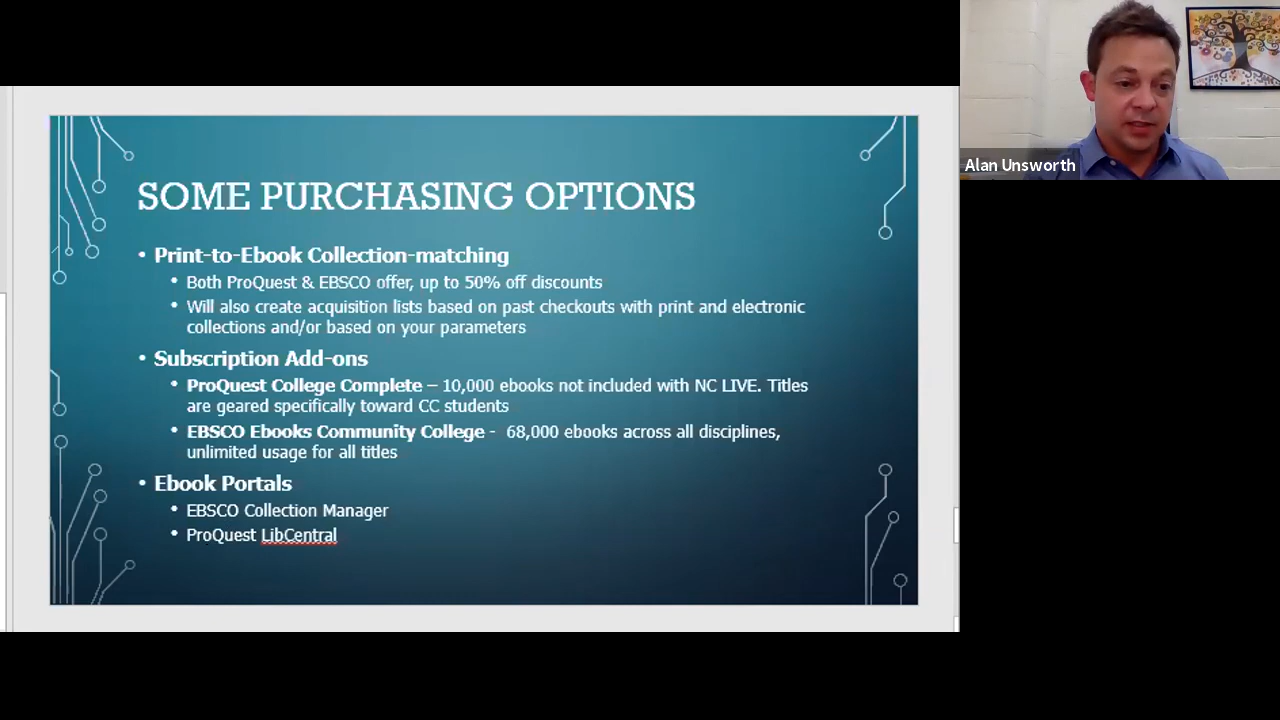 SOME PURCHASING OPTIONS
• Print-to-Ebook Collection-matching
• Both ProQuest & EBSCO offer, up to 50% off discounts
• Will also create acquisition lists based on past checkouts with print and electronic
collections and/or based on your parameters
• Subscription Add-ons
• ProQuest College Complete – 10,000 ebooks not included with NC LIVE. Titles
are geared specifically toward CC students
• EBSCO Ebooks Community College - 68,000 ebooks across all disciplines,
unlimited usage for all titles
• Ebook Portals
• EBSCO Collection Manager
• ProQuest LibCentral
Alan Unsworth